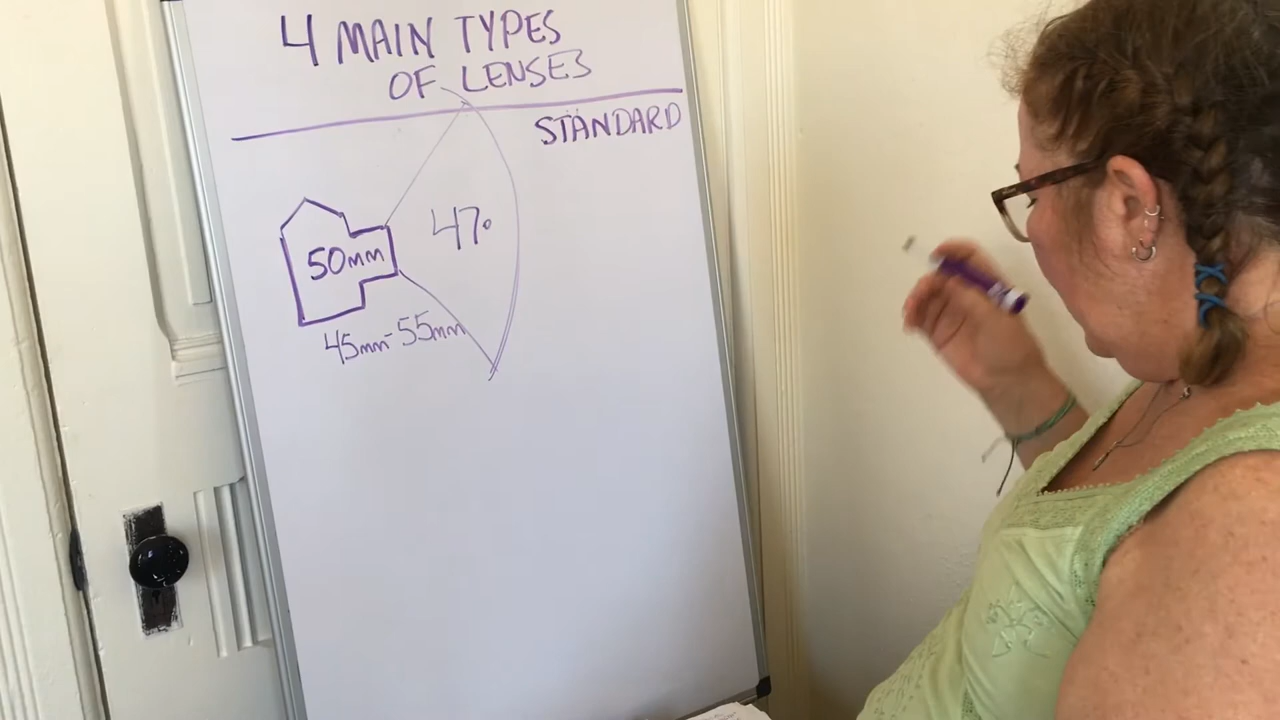 4 MAIN TYPES
OF LENSES
STANDARD
47°
50mm
45mm-55mm